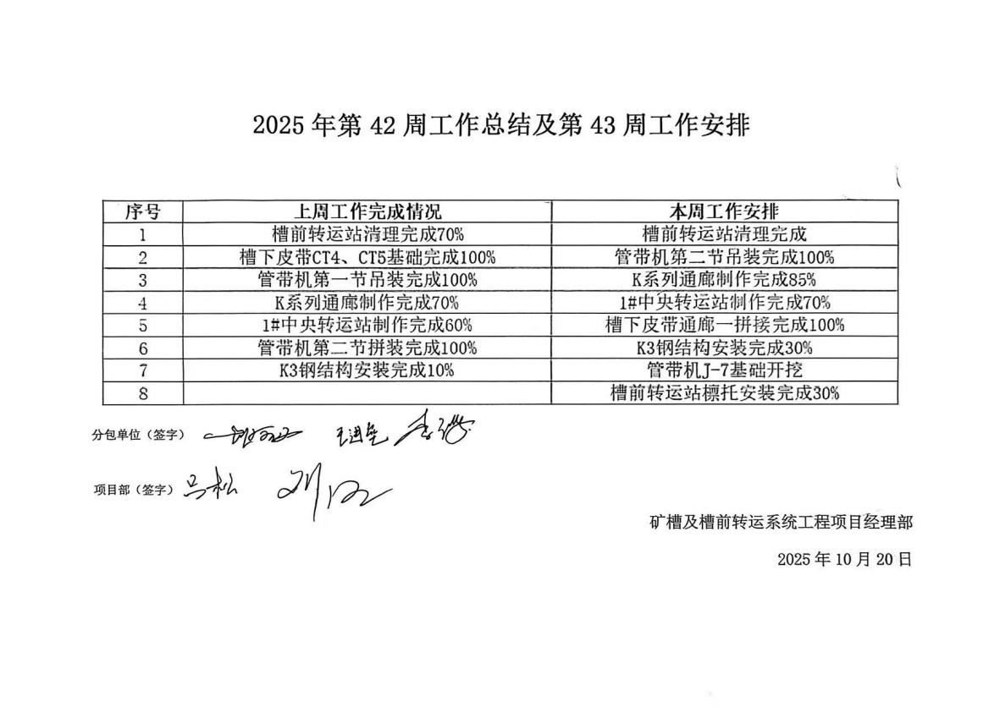 2025 年第 42 周工作总结及第 43 周工作安排
序号 上周工作完成情况 本周工作安排
1 槽前转运站清理完成70% 槽前转运站清理完成
2 槽下皮带CT4、CT5基础完成100% 管带机第二节吊装完成100%
3 管带机第一节吊装完成100% K系列通廊制作完成85%
4 K系列通廊制作完成70% 1#中央转运站制作完成70%
5 1#中央转运站制作完成60% 槽下皮带通廊一拼接完成100%
6 管带机第二节拼装完成100% K3钢结构安装完成30%
7 K3钢结构安装完成10% 管带机J-7基础开挖
8 槽前转运站檩托安装完成30%
分包单位（签字）
项目部（签字）
矿槽及槽前转运系统工程项目经理部
2025 年 10 月 20 日